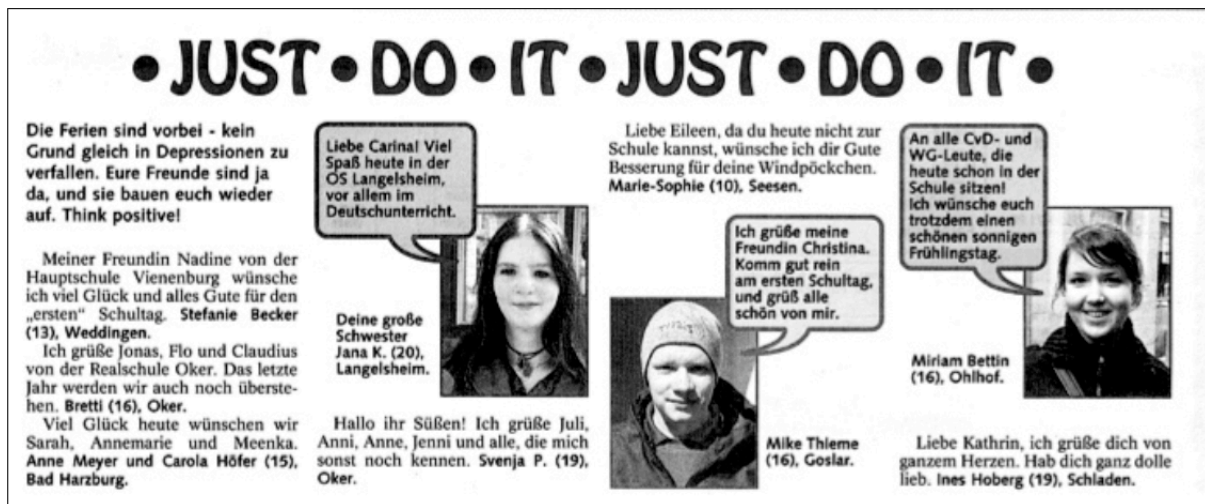 • JUST • DO • IT • JUST • DO • IT •
Die Ferien sind vorbei - kein
Grund gleich in Depressionen zu
verfallen. Eure Freunde sind ja
da, und sie bauen euch wieder
auf. Think positive!
Meiner Freundin Nadine von der
Hauptschule Vienenburg wünsche
ich viel Glück und alles Gute für den
„ersten“ Schultag. Stefanie Becker
(13), Weddingen.
Ich grüße Jonas, Flo und Claudius
von der Realschule Oker. Das letzte
Jahr werden wir auch noch überste-
hen. Bretti (16), Oker.
Viel Glück heute wünschen wir
Sarah, Annemarie und Meenka.
Anne Meyer und Carola Höfer (15),
Bad Harzburg.
Liebe Carina! Viel
Spaß heute in der
OS Langelsheim,
vor allem im
Deutschunterricht.
Deine große
Schwester
Jana K. (20),
Langelsheim.
Hallo ihr Süßen! Ich grüße Juli,
Anni, Anne, Jenni und alle, die mich
sonst noch kennen. Svenja P. (19),
Oker.
Liebe Eileen, da du heute nicht zur
Schule kannst, wünsche ich dir Gute
Besserung für deine Windpöckchen.
Marie-Sophie (10), Seesen.
Ich grüße meine
Freundin Christina.
Komm gut rein
am ersten Schultag,
und grüß alle
schön von mir.
Mike Thieme
(16), Goslar.
An alle CvD- und
WG-Leute, die
heute schon in der
Schule sitzen!
Ich wünsche euch
trotzdem einen
schönen sonnigen
Frühlingstag.
Miriam Bettin
(16), Ohlhof.
Liebe Kathrin, ich grüße dich von
ganzem Herzen. Hab dich ganz dolle
lieb. Ines Hoberg (19), Schladen.